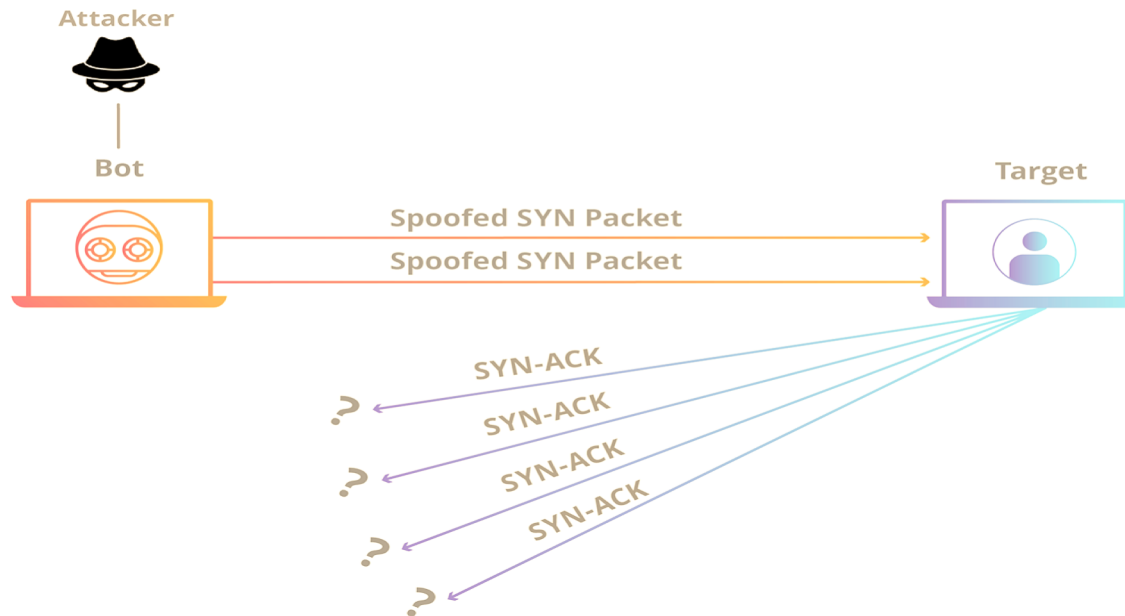 Attacker
Bot
Target
Spoofed SYN Packet
Spoofed SYN Packet
SYN-ACK
?
SYN-ACK
?
SYN-ACK
?
SYN-ACK
?